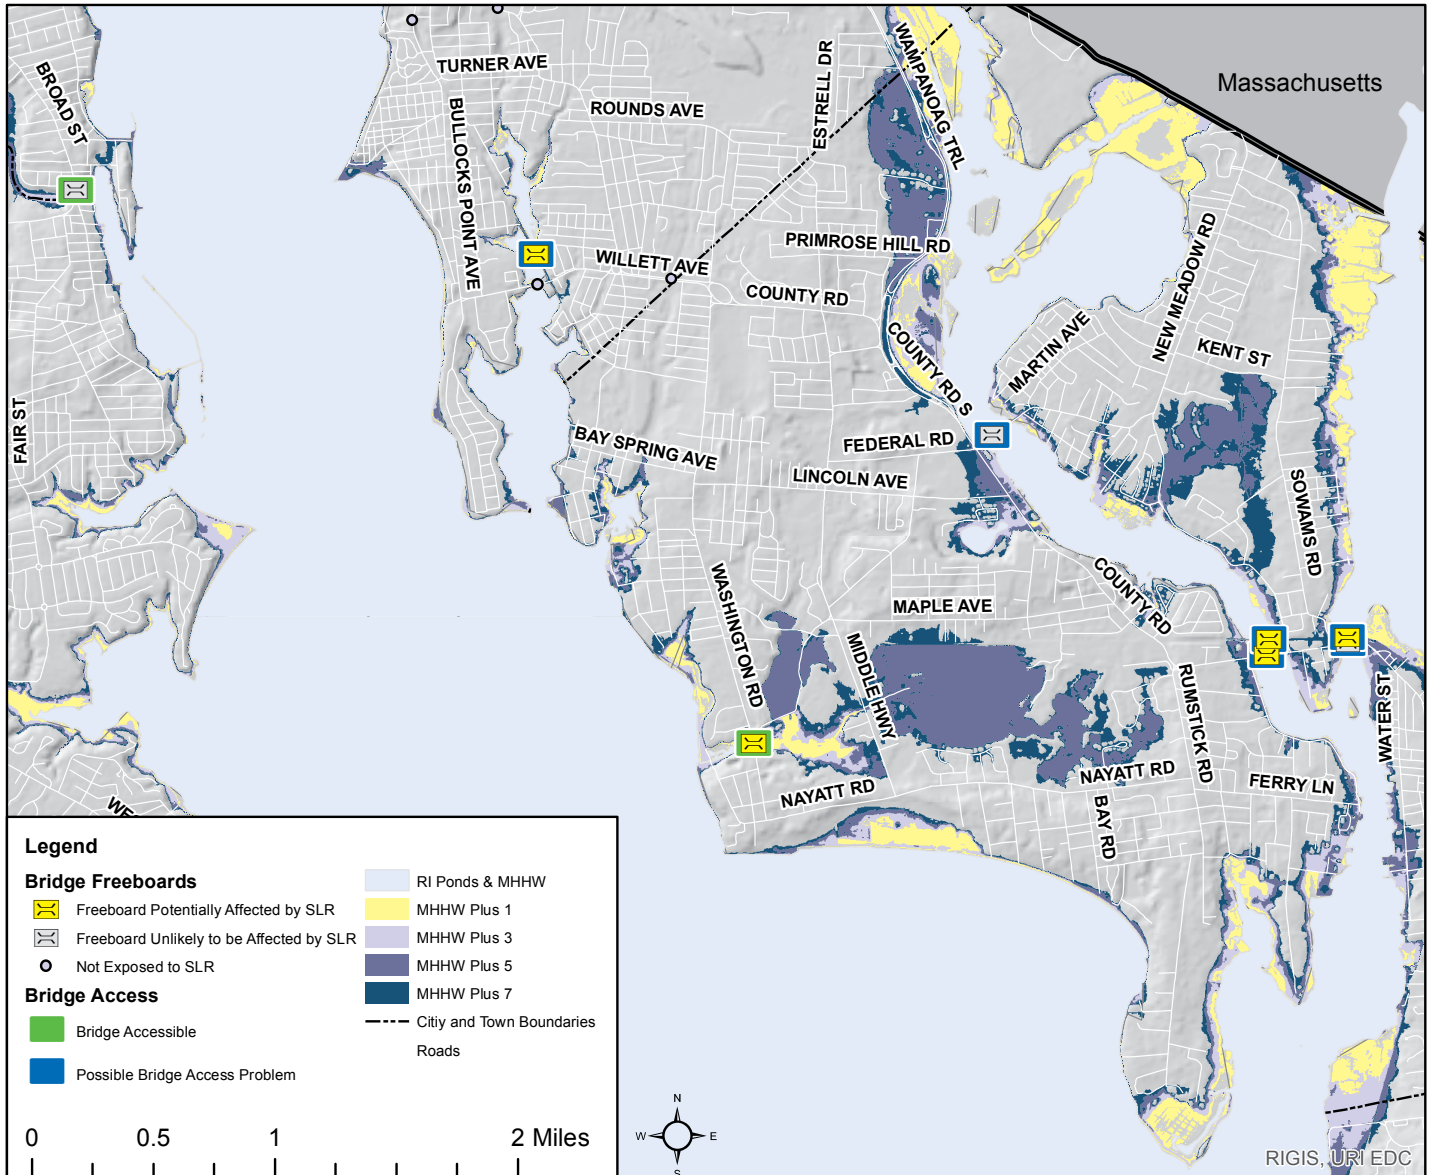 BROAD ST
TURNER AVE
ROUNDS AVE
BULLOCKS POINT AVE
ESTRELL DR
WAMPANOAG TRL
Massachusetts
PRIMROSE HILL RD
WILLETT AVE
COUNTY RD
NEW MEADOW RD
MARTIN AVE
KENT ST
COUNTY RD S
FAIR ST
BAY SPRING AVE
FEDERAL RD
LINCOLN AVE
SOWAMS RD
WASHINGTON RD
MAPLE AVE
COUNTY RD
MIDDLE HWY
RUMSTICK RD
WATER ST
NAYATT RD
NAYATT RD
FERRY LN
BAY RD
Legend
Bridge Freeboards
Freeboard Potentially Affected by SLR
Freeboard Unlikely to be Affected by SLR
Not Exposed to SLR
Bridge Access
Bridge Accessible
Possible Bridge Access Problem
RI Ponds & MHHW
MHHW Plus 1
MHHW Plus 3
MHHW Plus 5
MHHW Plus 7
Citiy and Town Boundaries
Roads
0 0.5 1 2 Miles
N
W E
S
RIGIS, URI EDC